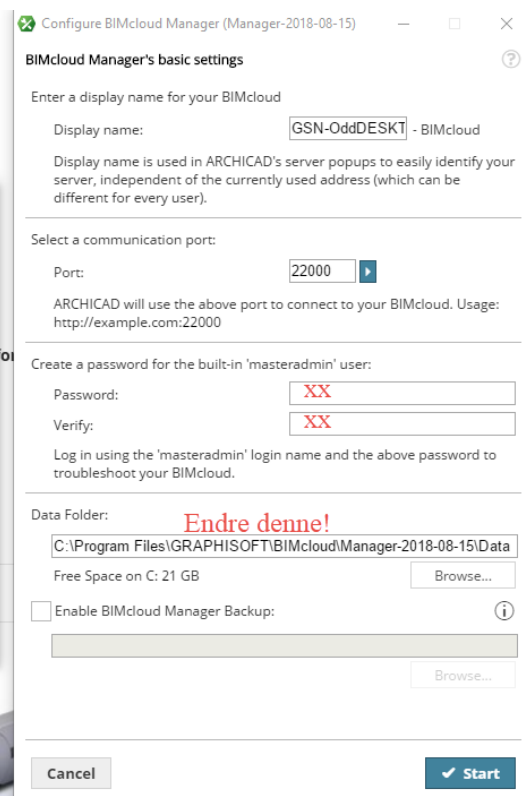 Configure BIMcloud Manager (Manager-2018-08-15)
BIMcloud Manager's basic settings
Enter a display name for your BIMcloud
Display name: GSN-OddDESKT - BIMcloud
Display name is used in ARCHICAD's server popups to easily identify your
server, independent of the currently used address (which can be
different for every user).
Select a communication port:
Port: 22000
ARCHICAD will use the above port to connect to your BIMcloud. Usage:
http://example.com:22000
Create a password for the built-in 'masteradmin' user:
Password: XX
Verify: XX
Log in using the 'masteradmin' login name and the above password to
troubleshoot your BIMcloud.
Data Folder:
Endre denne!
C:\Program Files\GRAPHISOFT\BIMcloud\Manager-2018-08-15\Data
Free Space on C: 21 GB Browse...
Enable BIMcloud Manager Backup:
Browse...
Cancel Start